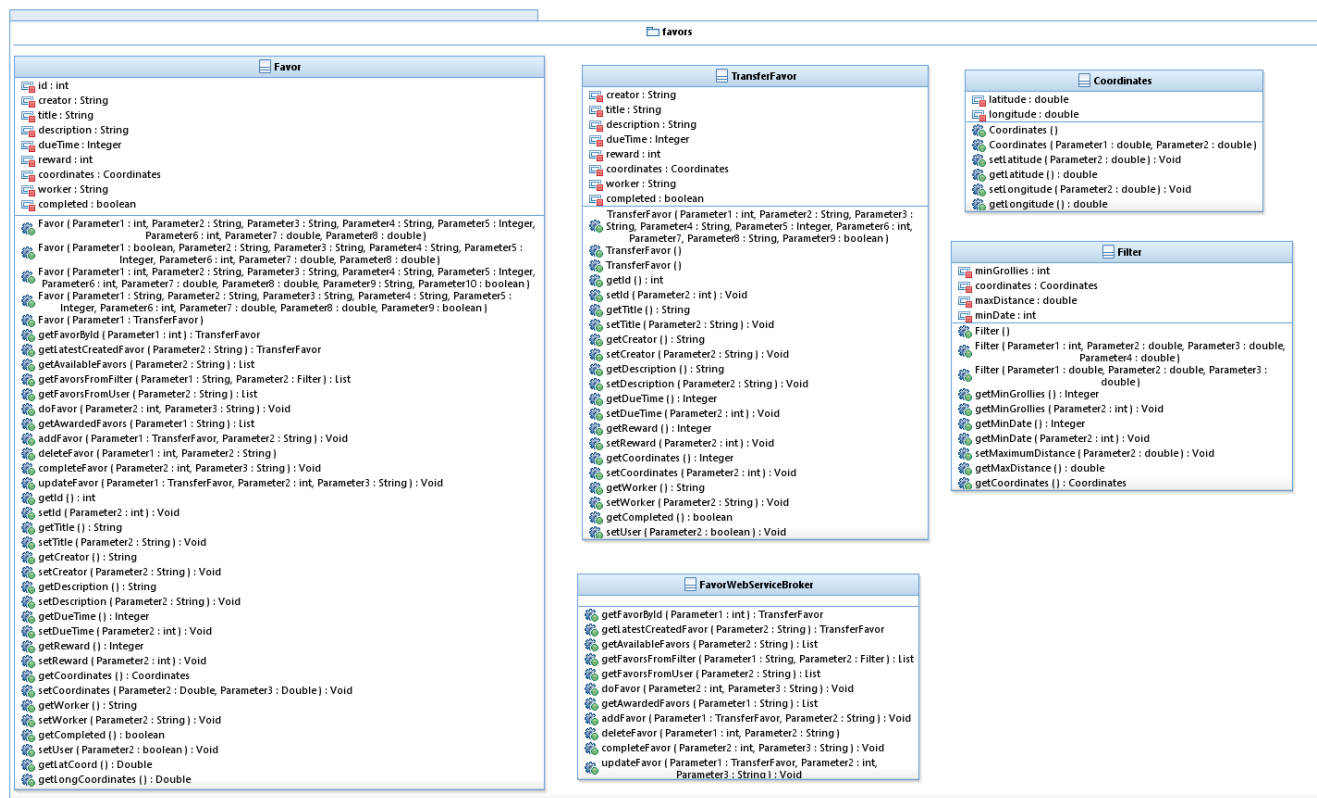 favors
Favor
id : int
creator : String
title : String
description : String
dueTime : Integer
reward : int
coordinates : Coordinates
worker : String
completed : boolean
Favor ( Parameter1 : int, Parameter2 : String, Parameter3 : String, Parameter4 : String, Parameter5 : Integer,
Parameter6 : int, Parameter7 : double, Parameter8 : double )
Favor ( Parameter1 : boolean, Parameter2 : String, Parameter3 : String, Parameter4 : String, Parameter5 :
Integer, Parameter6 : int, Parameter7 : double, Parameter8 : double )
Favor ( Parameter1 : int, Parameter2 : String, Parameter3 : String, Parameter4 : String, Parameter5 : Integer,
Parameter6 : int, Parameter7 : double, Parameter8 : double, Parameter9 : String, Parameter10 : boolean )
Favor ( Parameter1 : String, Parameter2 : String, Parameter3 : String, Parameter4 : String, Parameter5 :
Integer, Parameter6 : int, Parameter7 : double, Parameter8 : double, Parameter9 : boolean )
Favor ( Parameter1 : TransferFavor )
getFavorById ( Parameter1 : int ) : TransferFavor
getLatestCreatedFavor ( Parameter2 : String ) : TransferFavor
getAvailableFavors ( Parameter2 : String ) : List
getFavorsFromFilter ( Parameter1 : String, Parameter2 : Filter ) : List
getFavorsFromUser ( Parameter2 : String ) : List
doFavor ( Parameter2 : int, Parameter3 : String ) : Void
getAwardedFavors ( Parameter1 : String ) : List
addFavor ( Parameter1 : TransferFavor, Parameter2 : String ) : Void
deleteFavor ( Parameter1 : int, Parameter2 : String )
completeFavor ( Parameter2 : int, Parameter3 : String ) : Void
updateFavor ( Parameter1 : TransferFavor, Parameter2 : int, Parameter3 : String ) : Void
getId ( ) : int
setId ( Parameter2 : int ) : Void
getTitle ( ) : String
setTitle ( Parameter2 : String ) : Void
getCreator ( ) : String
setCreator ( Parameter2 : String ) : Void
getDescription ( ) : String
setDescription ( Parameter2 : String ) : Void
getDueTime ( ) : Integer
setDueTime ( Parameter2 : int ) : Void
getReward ( ) : Integer
setReward ( Parameter2 : int ) : Void
getCoordinates ( ) : Coordinates
setCoordinates ( Parameter2 : Double, Parameter3 : Double ) : Void
getWorker ( ) : String
setWorker ( Parameter2 : String ) : Void
getCompleted ( ) : boolean
setUser ( Parameter2 : boolean ) : Void
getLatCoord ( ) : Double
getLongCoordinates ( ) : Double
TransferFavor
creator : String
title : String
description : String
dueTime : Integer
reward : int
coordinates : Coordinates
worker : String
completed : boolean
TransferFavor ( Parameter1 : int, Parameter2 : String, Parameter3 :
String, Parameter4 : String, Parameter5 : Integer, Parameter6 : int,
Parameter7, Parameter8 : String, Parameter9 : boolean )
TransferFavor ( )
TransferFavor ( )
getId ( ) : int
setId ( Parameter2 : int ) : Void
getTitle ( ) : String
setTitle ( Parameter2 : String ) : Void
getCreator ( ) : String
setCreator ( Parameter2 : String ) : Void
getDescription ( ) : String
setDescription ( Parameter2 : String ) : Void
getDueTime ( ) : Integer
setDueTime ( Parameter2 : int ) : Void
getReward ( ) : Integer
setReward ( Parameter2 : int ) : Void
getCoordinates ( ) : Integer
setCoordinates ( Parameter2 : int ) : Void
getWorker ( ) : String
setWorker ( Parameter2 : String ) : Void
getCompleted ( ) : boolean
setUser ( Parameter2 : boolean ) : Void
FavorWebServiceBroker
getFavorById ( Parameter1 : int ) : TransferFavor
getLatestCreatedFavor ( Parameter2 : String ) : TransferFavor
getAvailableFavors ( Parameter2 : String ) : List
getFavorsFromFilter ( Parameter1 : String, Parameter2 : Filter ) : List
getFavorsFromUser ( Parameter2 : String ) : List
doFavor ( Parameter2 : int, Parameter3 : String ) : Void
getAwardedFavors ( Parameter1 : String ) : List
addFavor ( Parameter1 : TransferFavor, Parameter2 : String ) : Void
deleteFavor ( Parameter1 : int, Parameter2 : String )
completeFavor ( Parameter2 : int, Parameter3 : String ) : Void
updateFavor ( Parameter1 : TransferFavor, Parameter2 : int,
Parameter3 : String ) : Void
Coordinates
latitude : double
longitude : double
Coordinates ( )
Coordinates ( Parameter1 : double, Parameter2 : double )
setLatitude ( Parameter2 : double ) : Void
getLatitude ( ) : double
setLongitude ( Parameter2 : double ) : Void
getLongitude ( ) : double
Filter
minGrollies : int
coordinates : Coordinates
maxDistance : double
minDate : int
Filter ( )
Filter ( Parameter1 : int, Parameter2 : double, Parameter3 : double,
Parameter4 : double )
Filter ( Parameter1 : double, Parameter2 : double, Parameter3 :
double )
getMinGrollies ( ) : Integer
getMinGrollies ( Parameter2 : int ) : Void
getMinDate ( ) : Integer
getMinDate ( Parameter2 : int ) : Void
setMaximumDistance ( Parameter2 : double ) : Void
getMaxDistance ( ) : double
getCoordinates ( ) : Coordinates